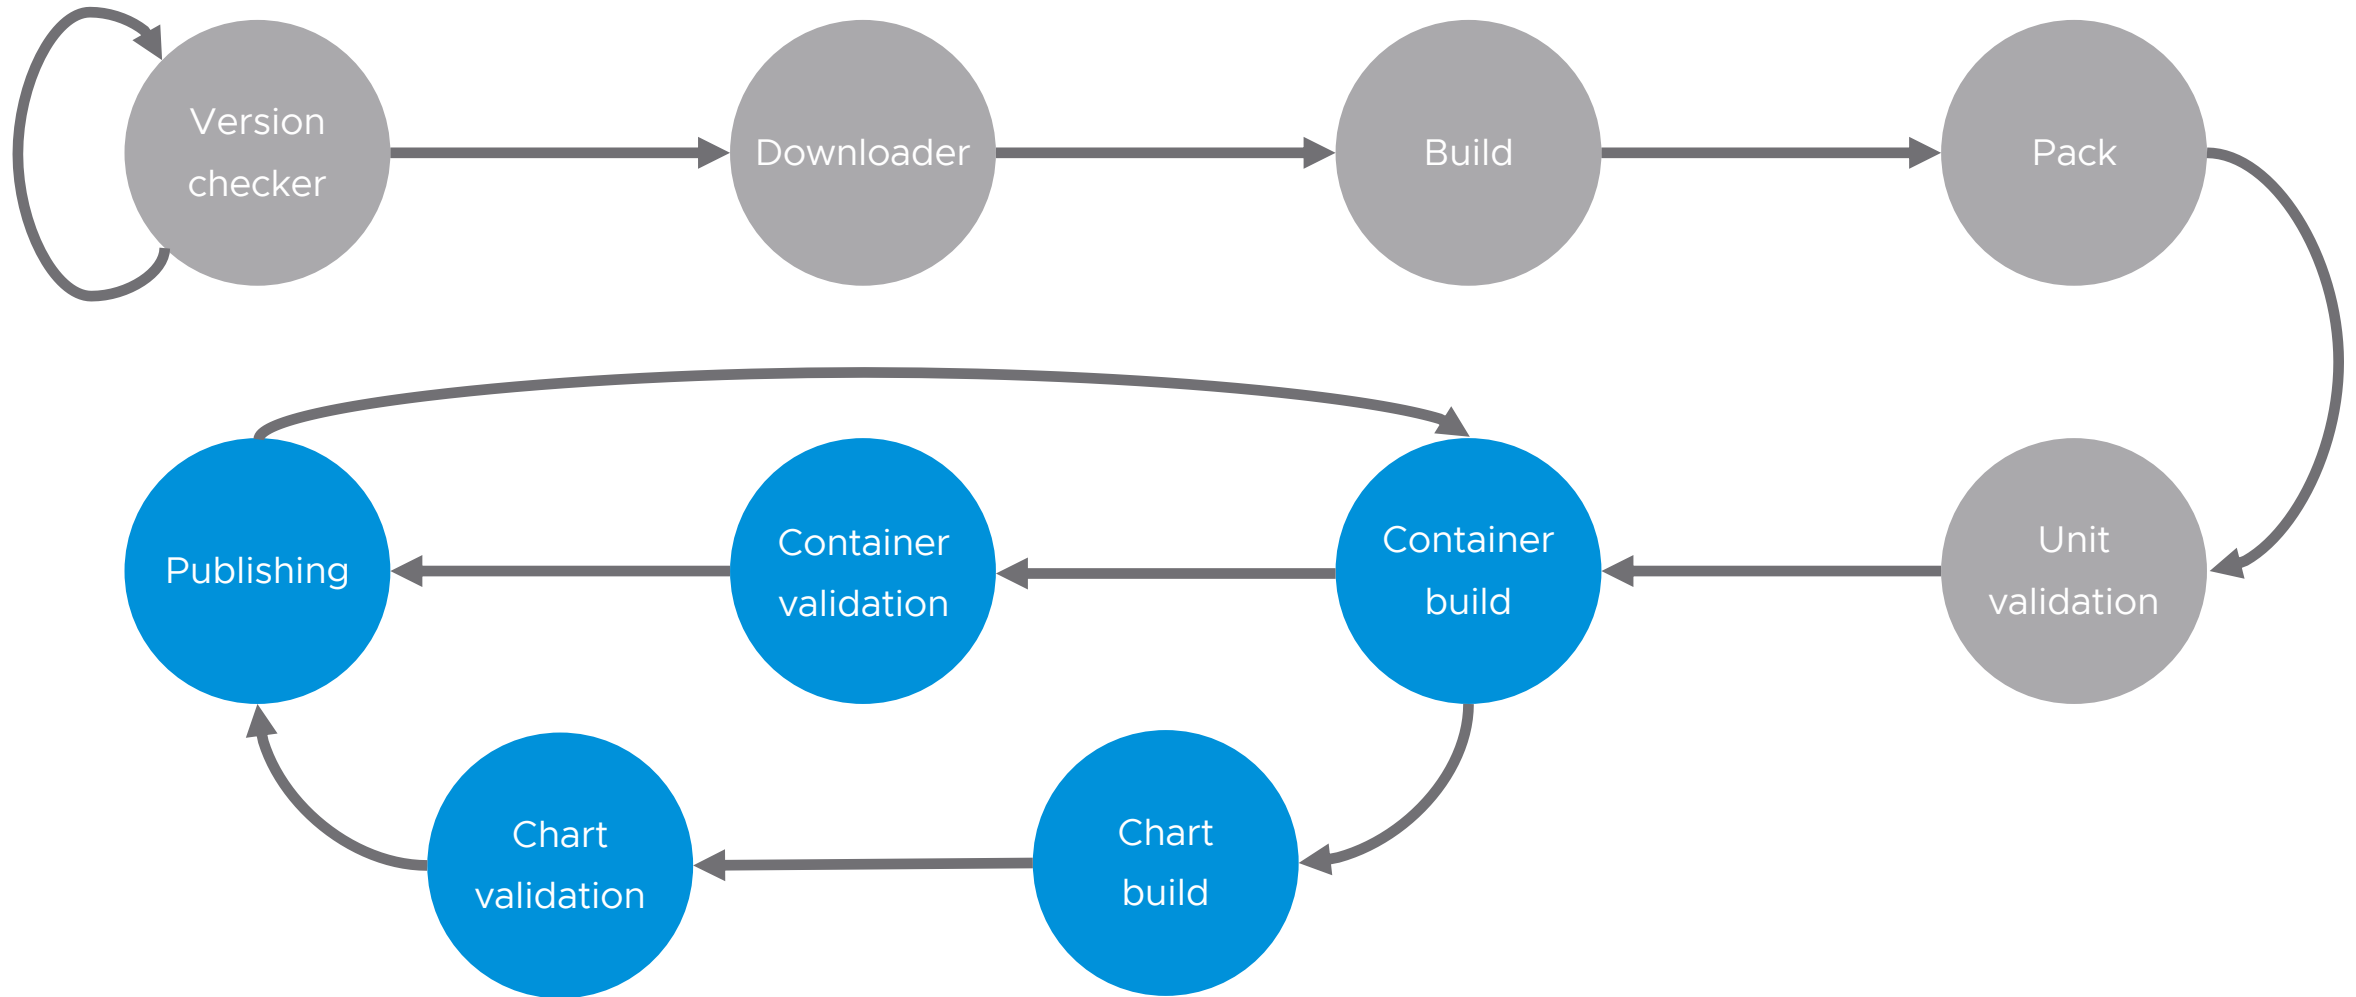 Version
checker
Downloader
Build
Pack
Publishing
Container
validation
Container
build
Unit
validation
Chart
validation
Chart
build